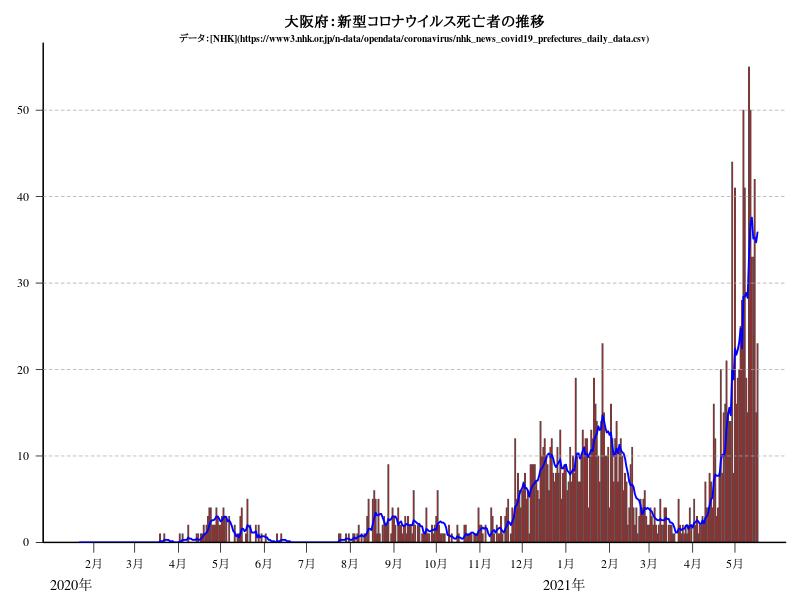 大阪府：新型コロナウイルス死亡者の推移
データ：[NHK](https://www3.nhk.or.jp/n-data/opendata/coronavirus/nhk_news_covid19_prefectures_daily_data.csv)
50
40
30
20
10
0
2月 3月 4月 5月 6月 7月 8月 9月 10月 11月 12月 1月 2月 3月 4月 5月
2020年 2021年